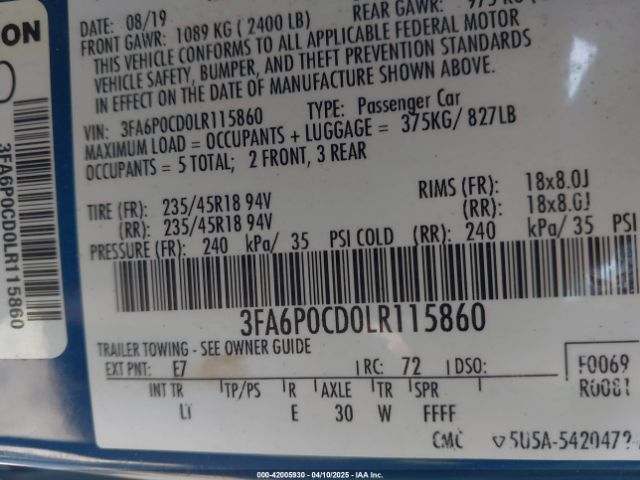 SON
DATE: 08/19
REAR GAWR:
FRONT GAWR: 1089 KG ( 2400 LB)
THIS VEHICLE CONFORMS TO ALL APPLICABLE FEDERAL MOTOR
VEHICLE SAFETY, BUMPER, AND THEFT PREVENTION STANDARDS
IN EFFECT ON THE DATE OF MANUFACTURE SHOWN ABOVE.
VIN: 3FA6P0CD0LR115860 TYPE: Passenger Car
MAXIMUM LOAD = OCCUPANTS + LUGGAGE = 375KG/ 827LB
OCCUPANTS = 5 TOTAL; 2 FRONT, 3 REAR
TIRE (FR): 235/45R18 94V RIMS (FR): 18x8.0J
(RR): 235/45R18 94V (RR): 18x8.0J
PRESSURE (FR): 240 kPa/ 35 PSI COLD (RR): 240 kPa/ 35 PSI
3FA6P0CD0LR115860
3FA6P0CD0LR115860
TRAILER TOWING - SEE OWNER GUIDE
EXT PNT: E7 RC: 72 DSO: F0069
INT TR TP/PS R AXLE TR SPR R0081
LY E 30 W FFFF
CMC
000-42005930 - 04/10/2025 - IAAI.com